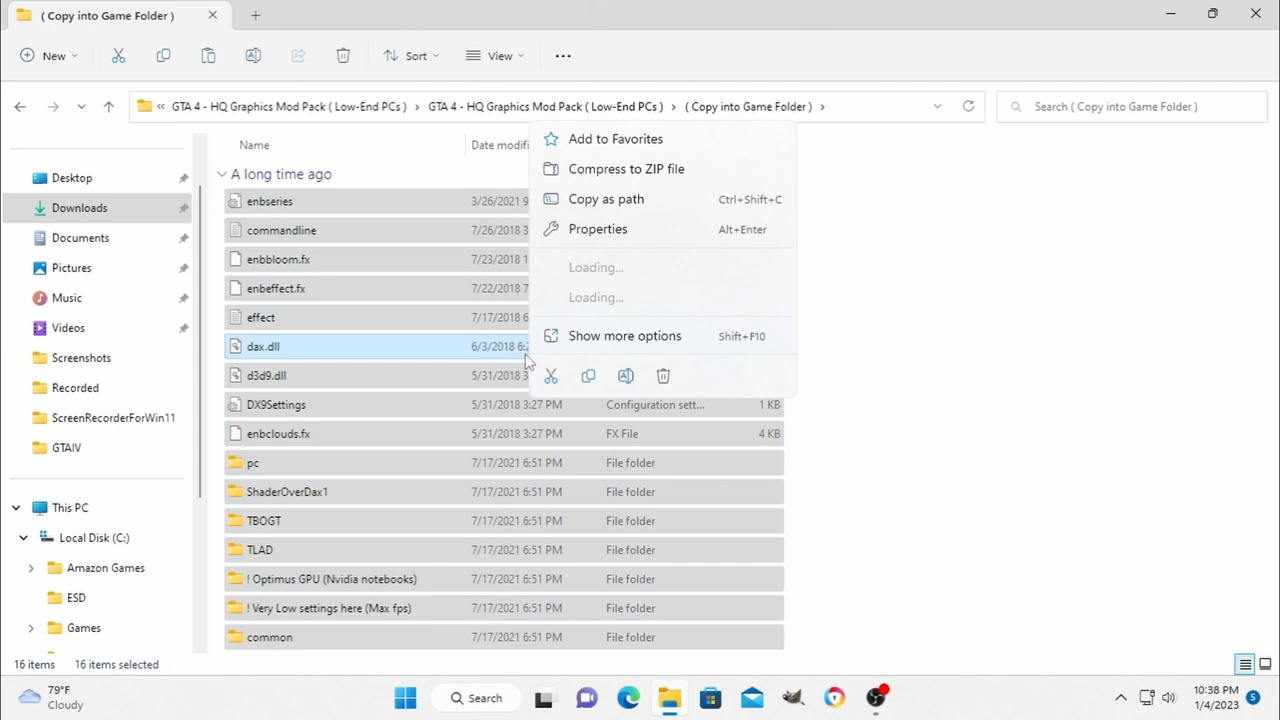 ( Copy into Game Folder )
New
Sort
View
« GTA 4 - HQ Graphics Mod Pack ( Low-End PCs ) › GTA 4 - HQ Graphics Mod Pack ( Low-End PCs ) › ( Copy into Game Folder ) ›
Search ( Copy into Game Folder )
Name
Date modifi
A long time ago
enbseries 3/26/2021 9
commandline 7/26/2018 3
enbbloom.fx 7/23/2018 1
enbeffect.fx 7/22/2018 7
effect 7/17/2018 6
dax.dll 6/3/2018 6:2
d3d9.dll 5/31/2018 3
DX9Settings 5/31/2018 3:27 PM Configuration sett... 1 KB
enbclouds.fx 5/31/2018 3:27 PM FX File 4 KB
pc 7/17/2021 6:51 PM File folder
ShaderOverDax1 7/17/2021 6:51 PM File folder
TBOGT 7/17/2021 6:51 PM File folder
TLAD 7/17/2021 6:51 PM File folder
! Optimus GPU (Nvidia notebooks) 7/17/2021 6:51 PM File folder
! Very Low settings here (Max fps) 7/17/2021 6:51 PM File folder
common 7/17/2021 6:51 PM File folder
Add to Favorites
Compress to ZIP file
Copy as path Ctrl+Shift+C
Properties Alt+Enter
Loading...
Loading...
Show more options Shift+F10
Desktop
Downloads
Documents
Pictures
Music
Videos
Screenshots
Recorded
ScreenRecorderForWin11
GTAIV
This PC
Local Disk (C:)
Amazon Games
ESD
Games
16 items 16 items selected
79°F
Cloudy
Search
10:38 PM
1/4/2023
5